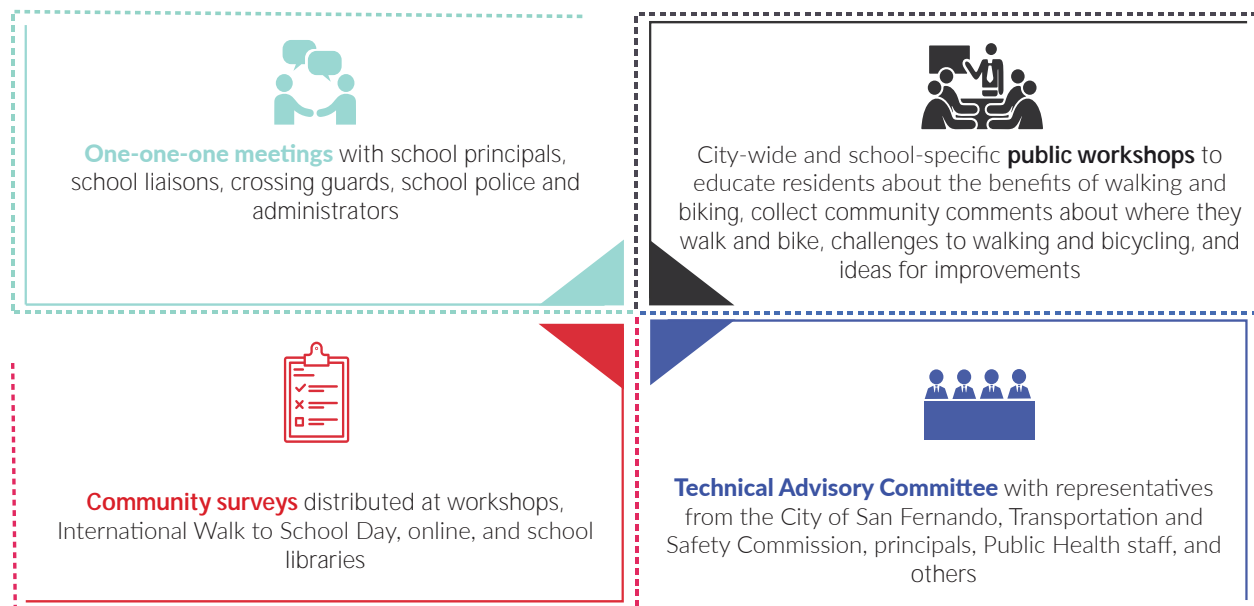 One-one-one meetings with school principals,
school liaisons, crossing guards, school police and
administrators
City-wide and school-specific public workshops to
educate residents about the benefits of walking and
biking, collect community comments about where they
walk and bike, challenges to walking and bicycling, and
ideas for improvements
Community surveys distributed at workshops,
International Walk to School Day, online, and school
libraries
Technical Advisory Committee with representatives
from the City of San Fernando, Transportation and
Safety Commission, principals, Public Health staff, and
others